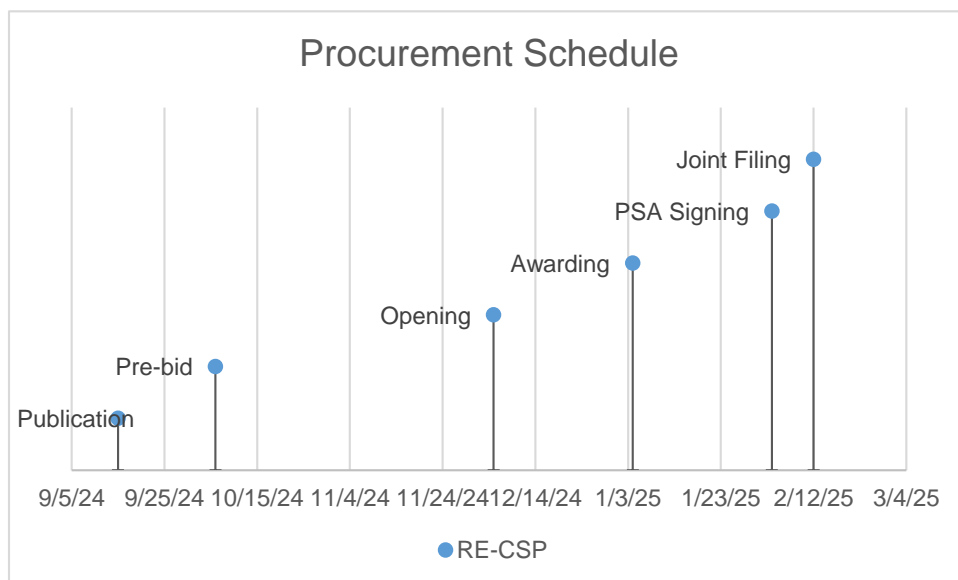 Procurement Schedule
Joint Filing
PSA Signing
Awarding
Opening
Pre-bid
Publication
9/5/24 9/25/24 10/15/24 11/4/24 11/24/24 12/14/24 1/3/25 1/23/25 2/12/25 3/4/25
RE-CSP